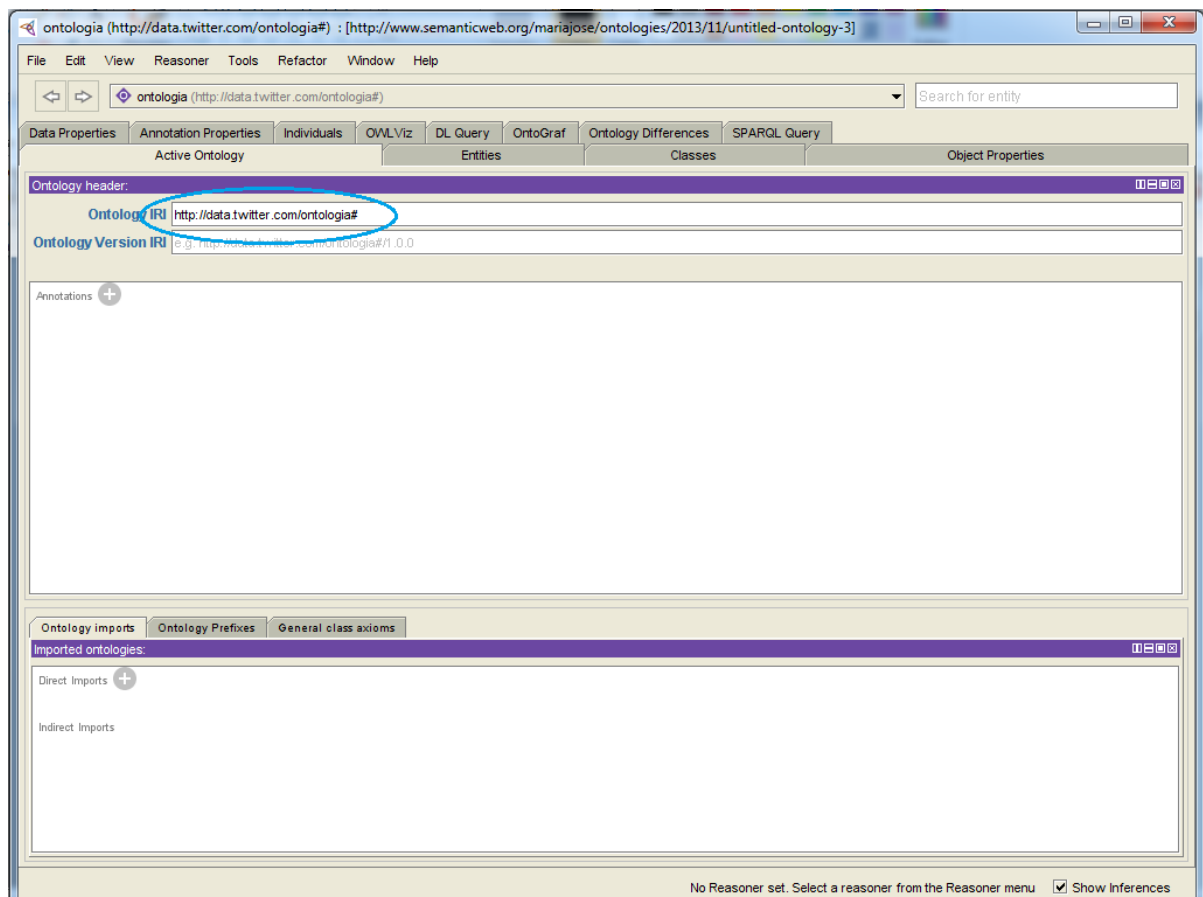 ontologia (http://data.twitter.com/ontologia#) : [http://www.semanticweb.org/mariajose/ontologies/2013/11/untitled-ontology-3]
File Edit View Reasoner Tools Refactor Window Help
ontologia (http://data.twitter.com/ontologia#) Search for entity
Data Properties Annotation Properties Individuals OWLViz DL Query OntoGraf Ontology Differences SPARQL Query
Active Ontology Entities Classes Object Properties
Ontology header:
Ontology IRI http://data.twitter.com/ontologia#
Ontology Version IRI e.g. http://data.twitter.com/ontologia#/1.0.0
Annotations
Ontology imports Ontology Prefixes General class axioms
Imported ontologies:
Direct Imports
Indirect Imports
No Reasoner set. Select a reasoner from the Reasoner menu Show Inferences